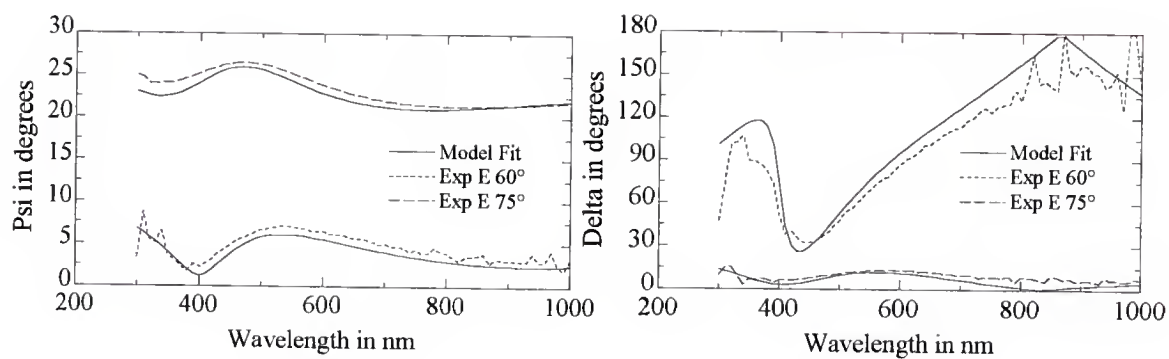 30
25
20
15
10
5
0
Psi in degrees
Model Fit
Exp E 60°
Exp E 75°
200
400
600
800
1000
Wavelength in nm
180
150
120
90
60
30
0
Delta in degrees
Model Fit
Exp E 60°
Exp E 75°
200
400
600
800
1000
Wavelength in nm